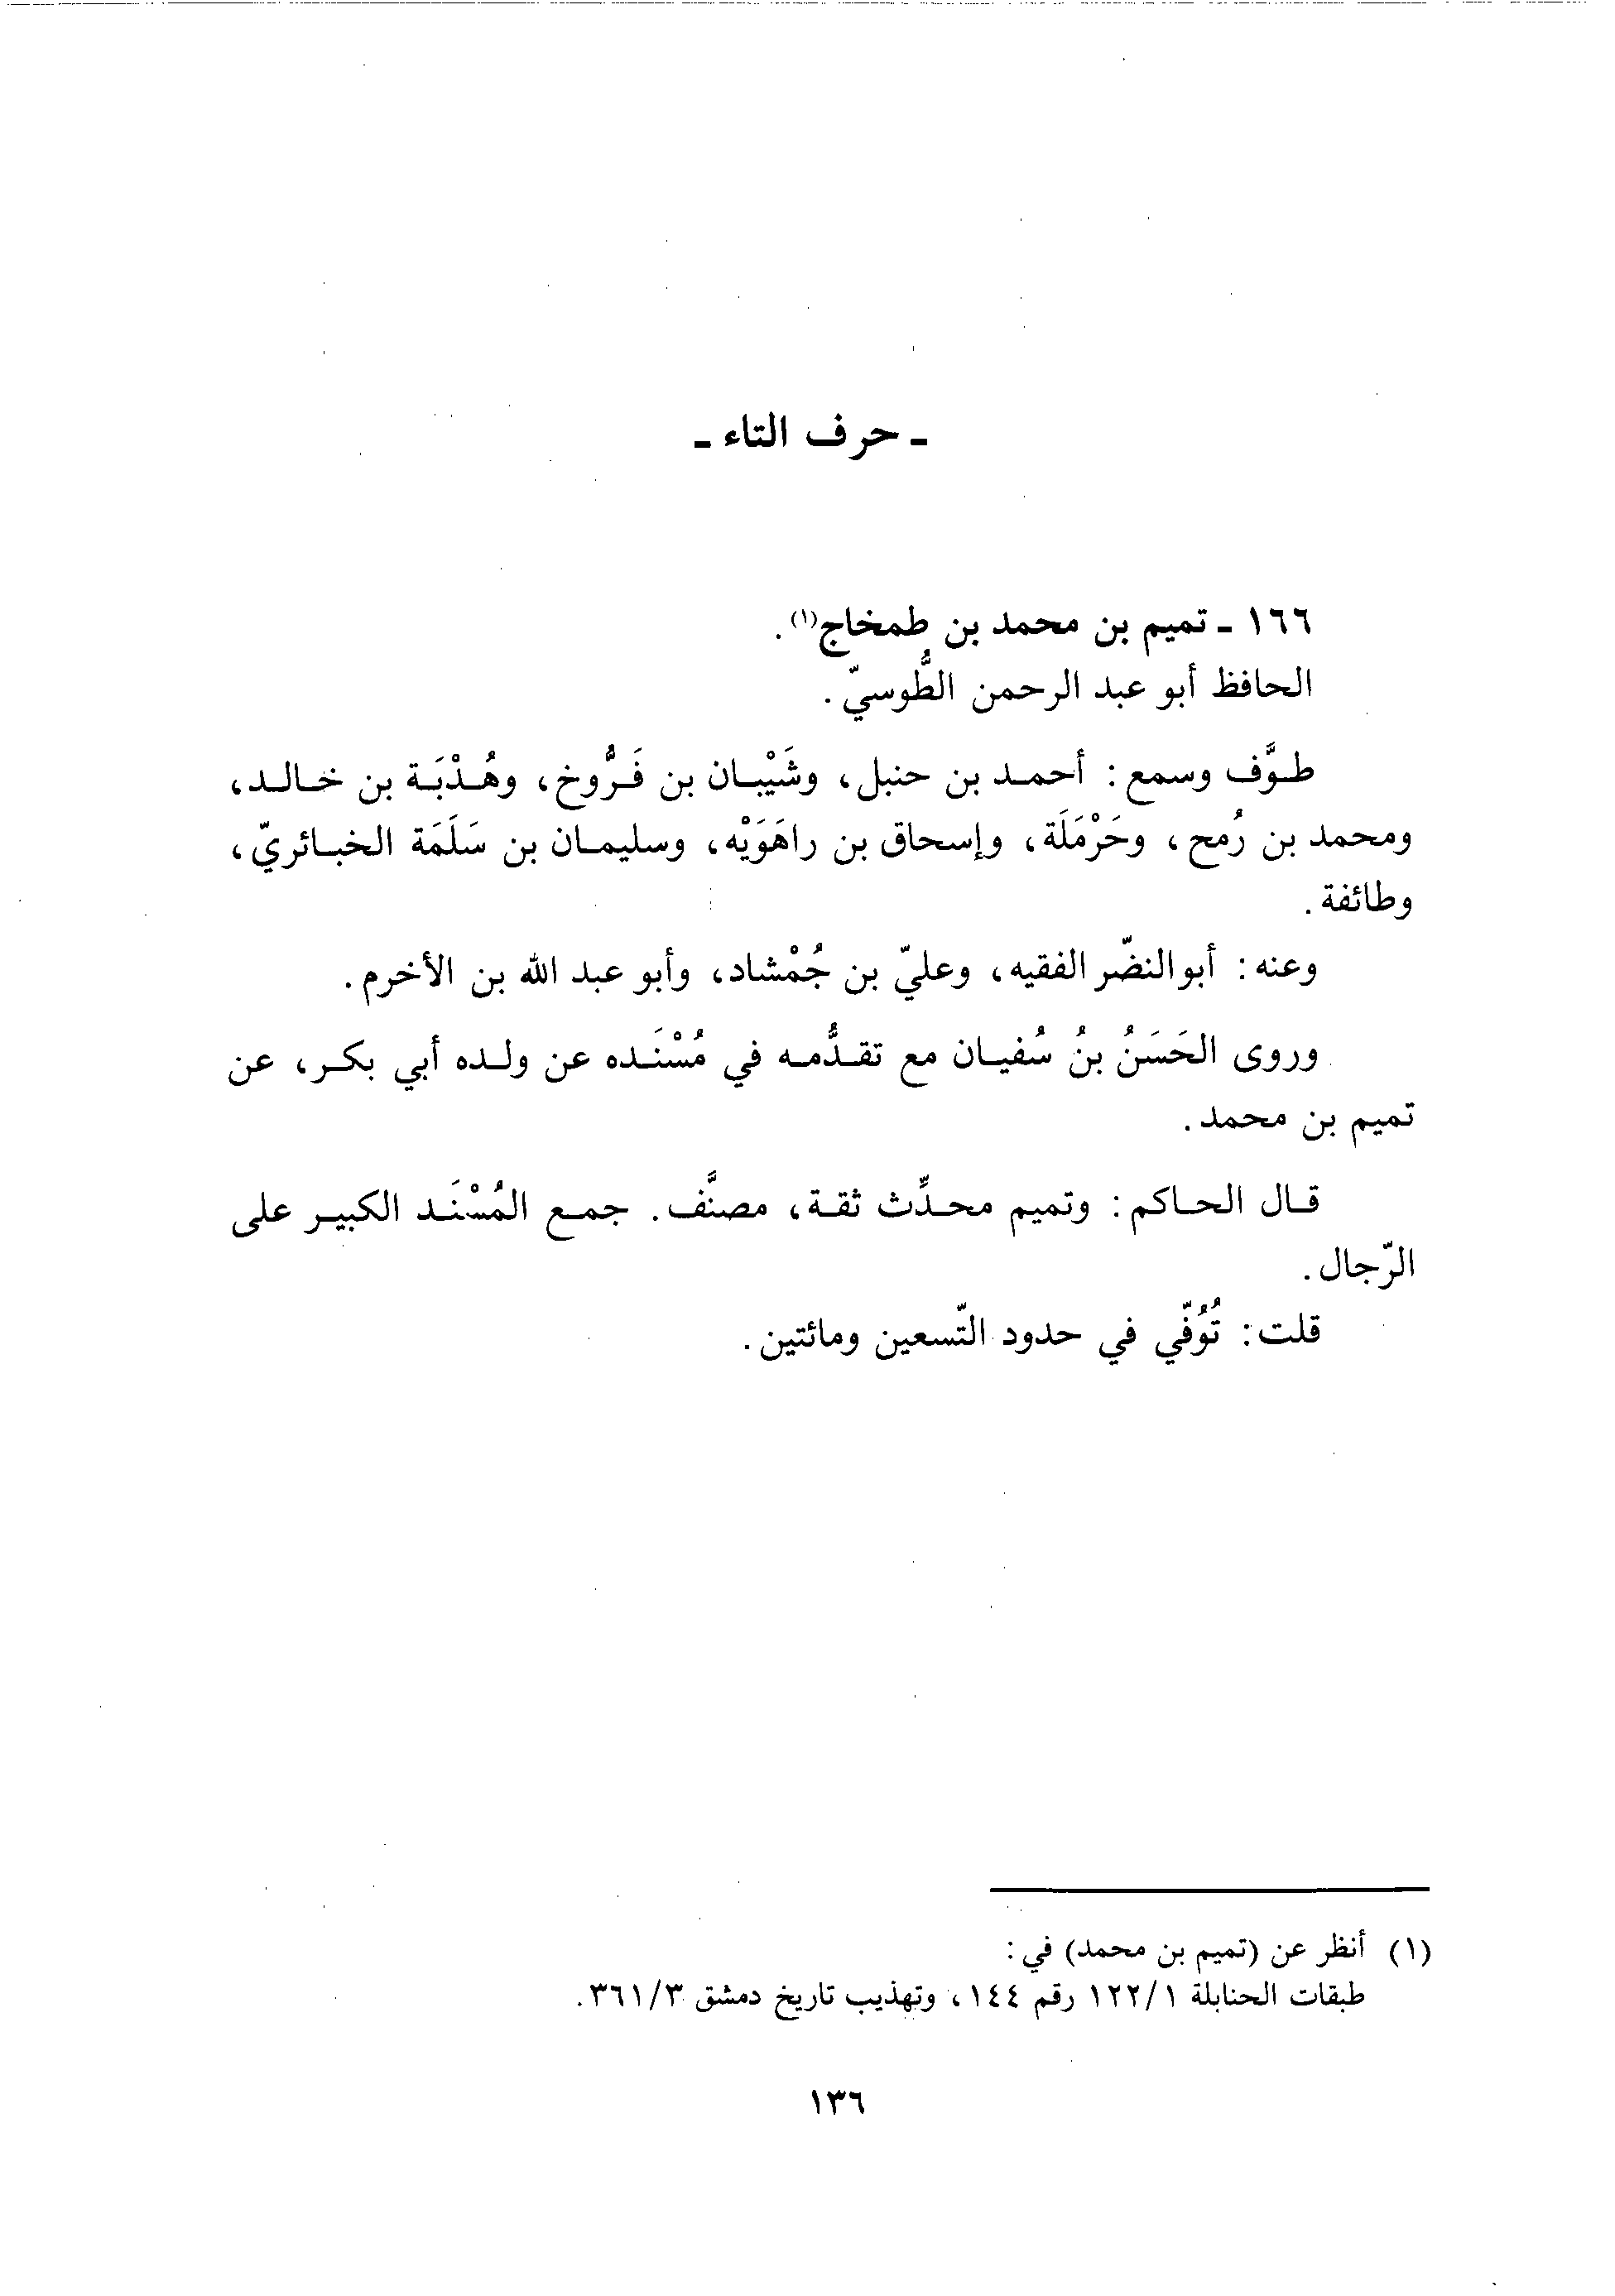 ـ حرف التاء ـ
١٦٦ ـ تميم بن محمد بن طمخاج(١).
الحافظ أبو عبد الرحمن الطُّوسيّ.
طوَّف وسمع: أحمد بن حنبل، وشَيْبان بن فَرُّوخ، وهُدْبَة بن خالد،
ومحمد بن رُمح، وحَرْمَلَة، وإسحاق بن راهَوَيْه، وسليمان بن سَلَمَة الخبائريّ،
وطائفة.
وعنه: أبو النضّر الفقيه، وعليّ بن جُمْشاد، وأبو عبد الله بن الأخرم.
وروى الحَسَنُ بنُ سُفيان مع تقدُّمه في مُسْنَده عن ولده أبي بكر، عن
تميم بن محمد.
قال الحاكم: وتميم محدِّث ثقة، مصنَّف. جمع المُسْنَد الكبير على
الرّجال.
قلت: تُوُفّي في حدود التّسعين ومائتين.
(١) أنظر عن (تميم بن محمد) في:
طبقات الحنابلة ١٢٢/١ رقم ١٤٤، وتهذيب تاريخ دمشق ٣٦١/٣.
١٣٦